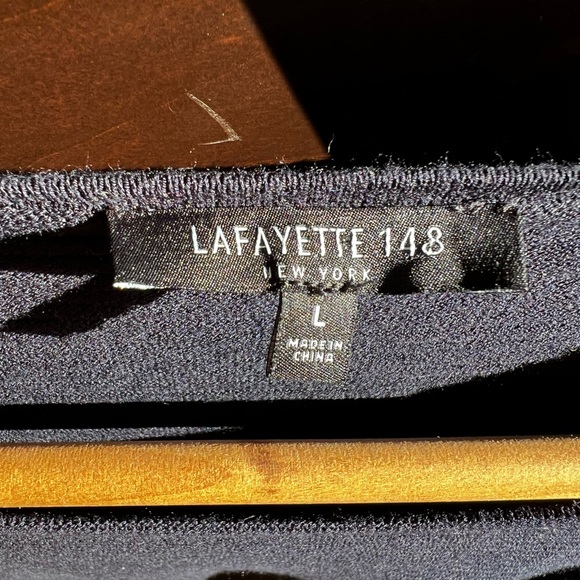 LAFAYETTE 148
NEW YORK
L
MADE IN
CHINA